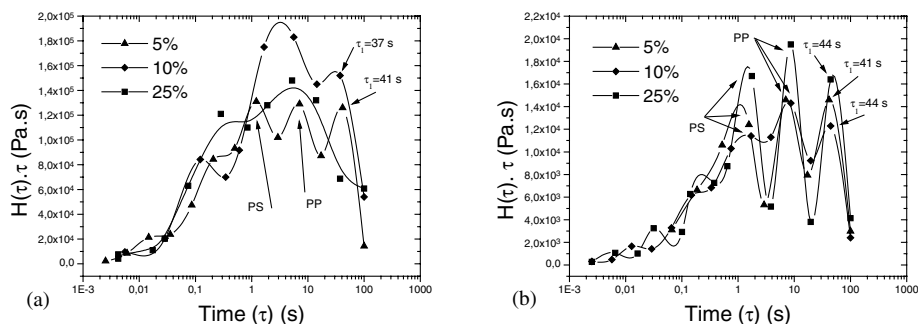 2,0x10⁵
1,8x10⁵
1,6x10⁵
1,4x10⁵
1,2x10⁵
1,0x10⁵
8,0x10⁴
6,0x10⁴
4,0x10⁴
2,0x10⁴
0,0
H(τ).τ (Pa.s)
5%
10%
25%
τ₁=37 s
τ₁=41 s
PS
PP
1E-3 0,01 0,1 1 10 100 1000
Time (τ) (s)
(a)
2,0x10⁴
1,8x10⁴
1,6x10⁴
1,4x10⁴
1,2x10⁴
1,0x10⁴
8,0x10³
6,0x10³
4,0x10³
2,0x10³
0,0
H(τ). τ (Pa.s)
5%
10%
25%
PP
PS
τ₁=44 s
τ₁=41 s
τ₁=44 s
1E-3 0,01 0,1 1 10 100 1000
Time (τ) (s)
(b)